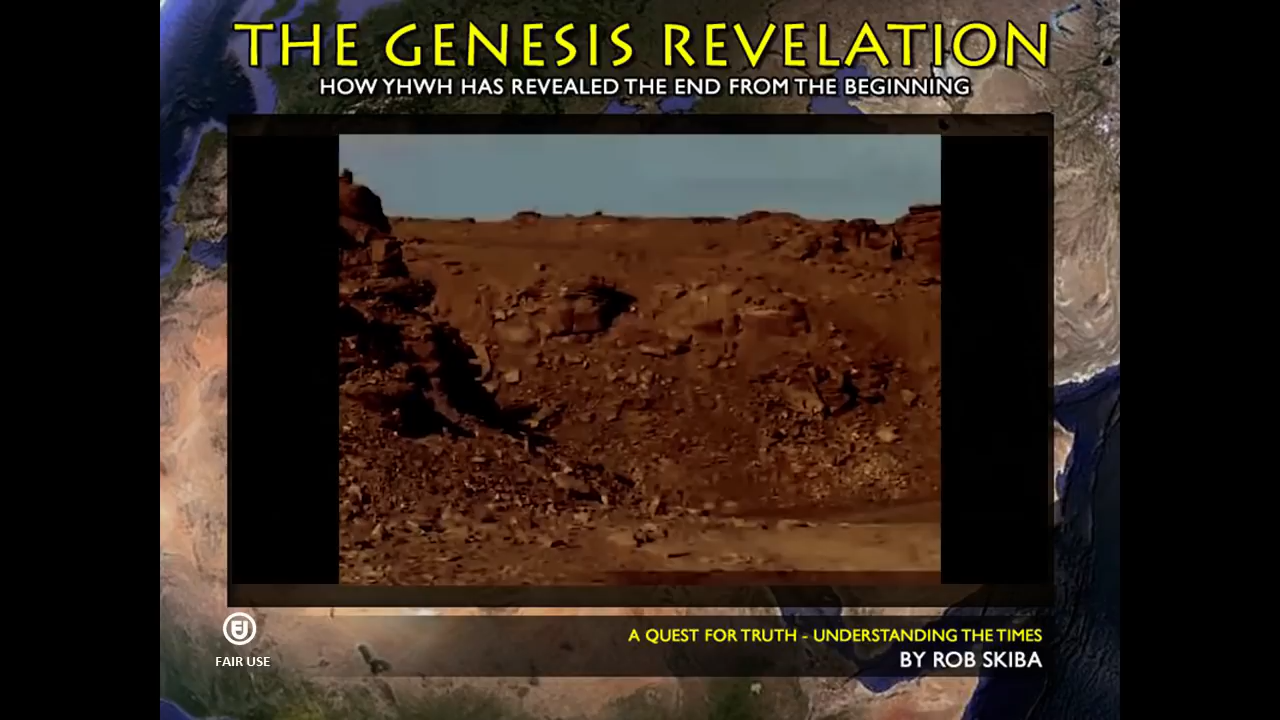 THE GENESIS REVELATION
HOW YHWH HAS REVEALED THE END FROM THE BEGINNING
FJ
FAIR USE
A QUEST FOR TRUTH - UNDERSTANDING THE TIMES
BY ROB SKIBA